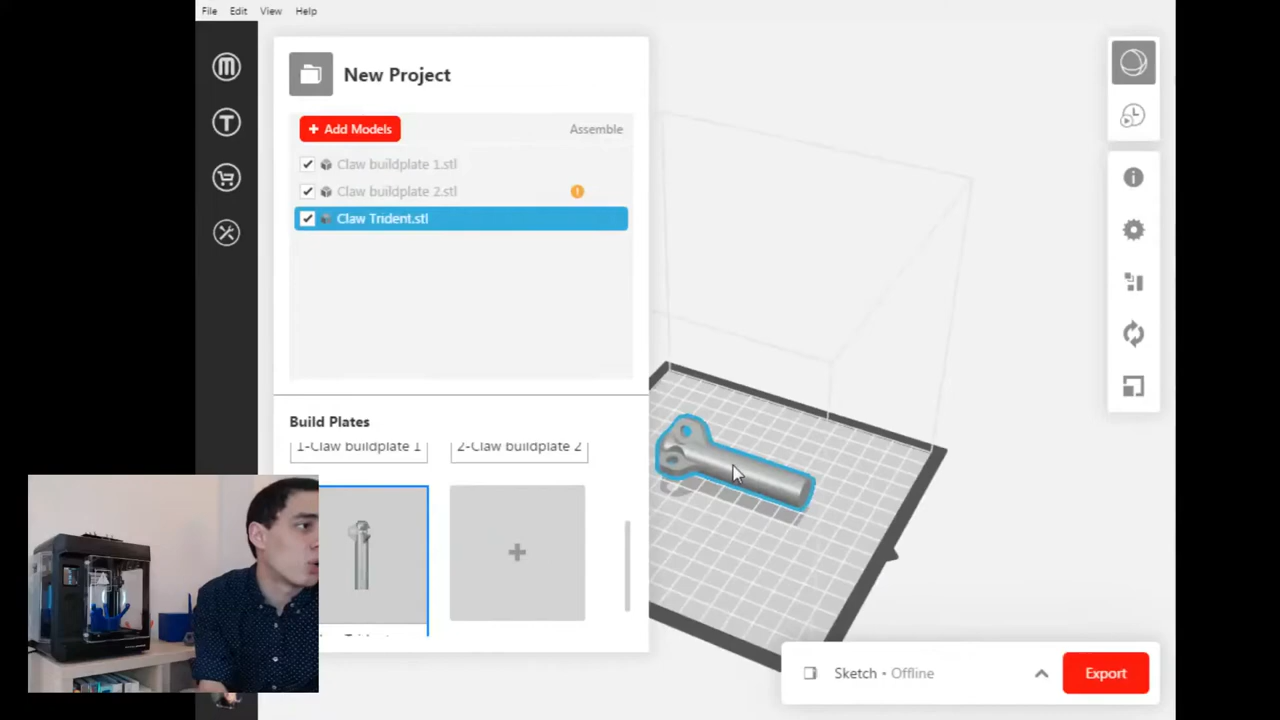 File Edit View Help
New Project
+ Add Models
Assemble
Claw buildplate 1.stl
Claw buildplate 2.stl
Claw Trident.stl
Build Plates
1-Claw buildplate 1
2-Claw buildplate 2
Sketch • Offline
Export